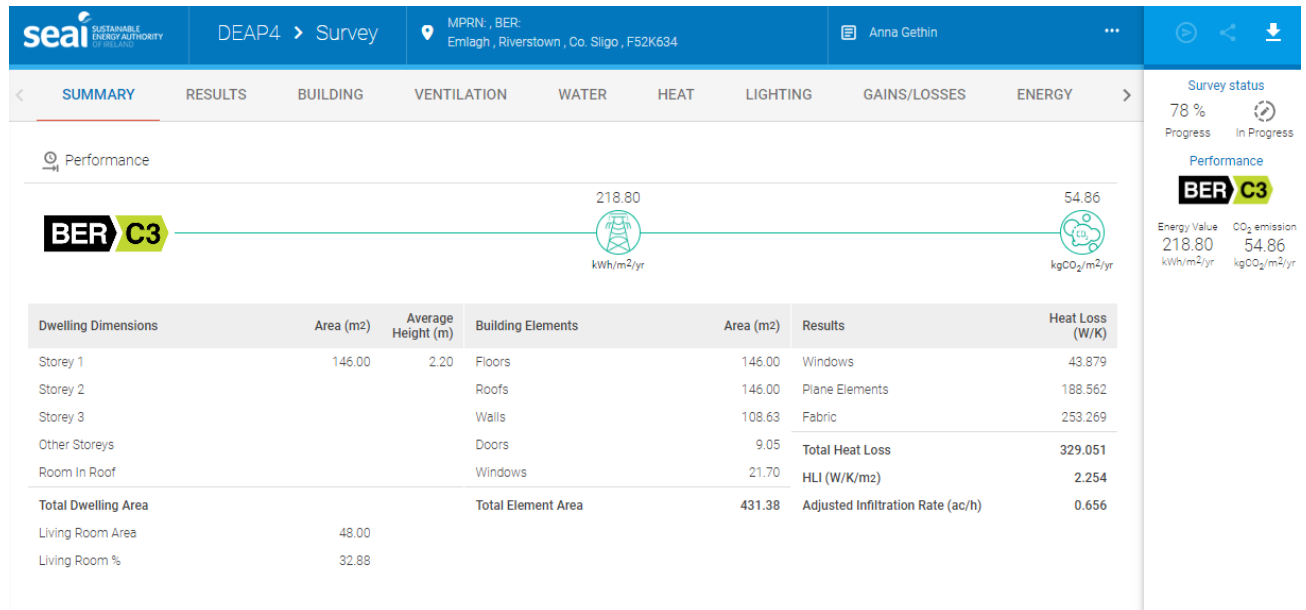 seai SUSTAINABLE ENERGY AUTHORITY OF IRELAND
DEAP4 > Survey
MPRN: , BER:
Emlagh , Riverstown , Co. Sligo , F52K634
Anna Gethin
SUMMARY RESULTS BUILDING VENTILATION WATER HEAT LIGHTING GAINS/LOSSES ENERGY
Performance
BER C3
218.80
kWh/m2/yr
54.86
CO2
kgCO2/m2/yr
Dwelling Dimensions Area (m2) Average Height (m)
Storey 1 146.00 2.20
Storey 2
Storey 3
Other Storeys
Room In Roof
Total Dwelling Area
Living Room Area 48.00
Living Room % 32.88
Building Elements Area (m2)
Floors 146.00
Roofs 146.00
Walls 108.63
Doors 9.05
Windows 21.70
Total Element Area 431.38
Results Heat Loss (W/K)
Windows 43.879
Plane Elements 188.562
Fabric 253.269
Total Heat Loss 329.051
HLI (W/K/m2) 2.254
Adjusted Infiltration Rate (ac/h) 0.656
Survey status
78 %
Progress
In Progress
Performance
BER C3
Energy Value CO2 emission
218.80 54.86
kWh/m2/yr kgCO2/m2/yr